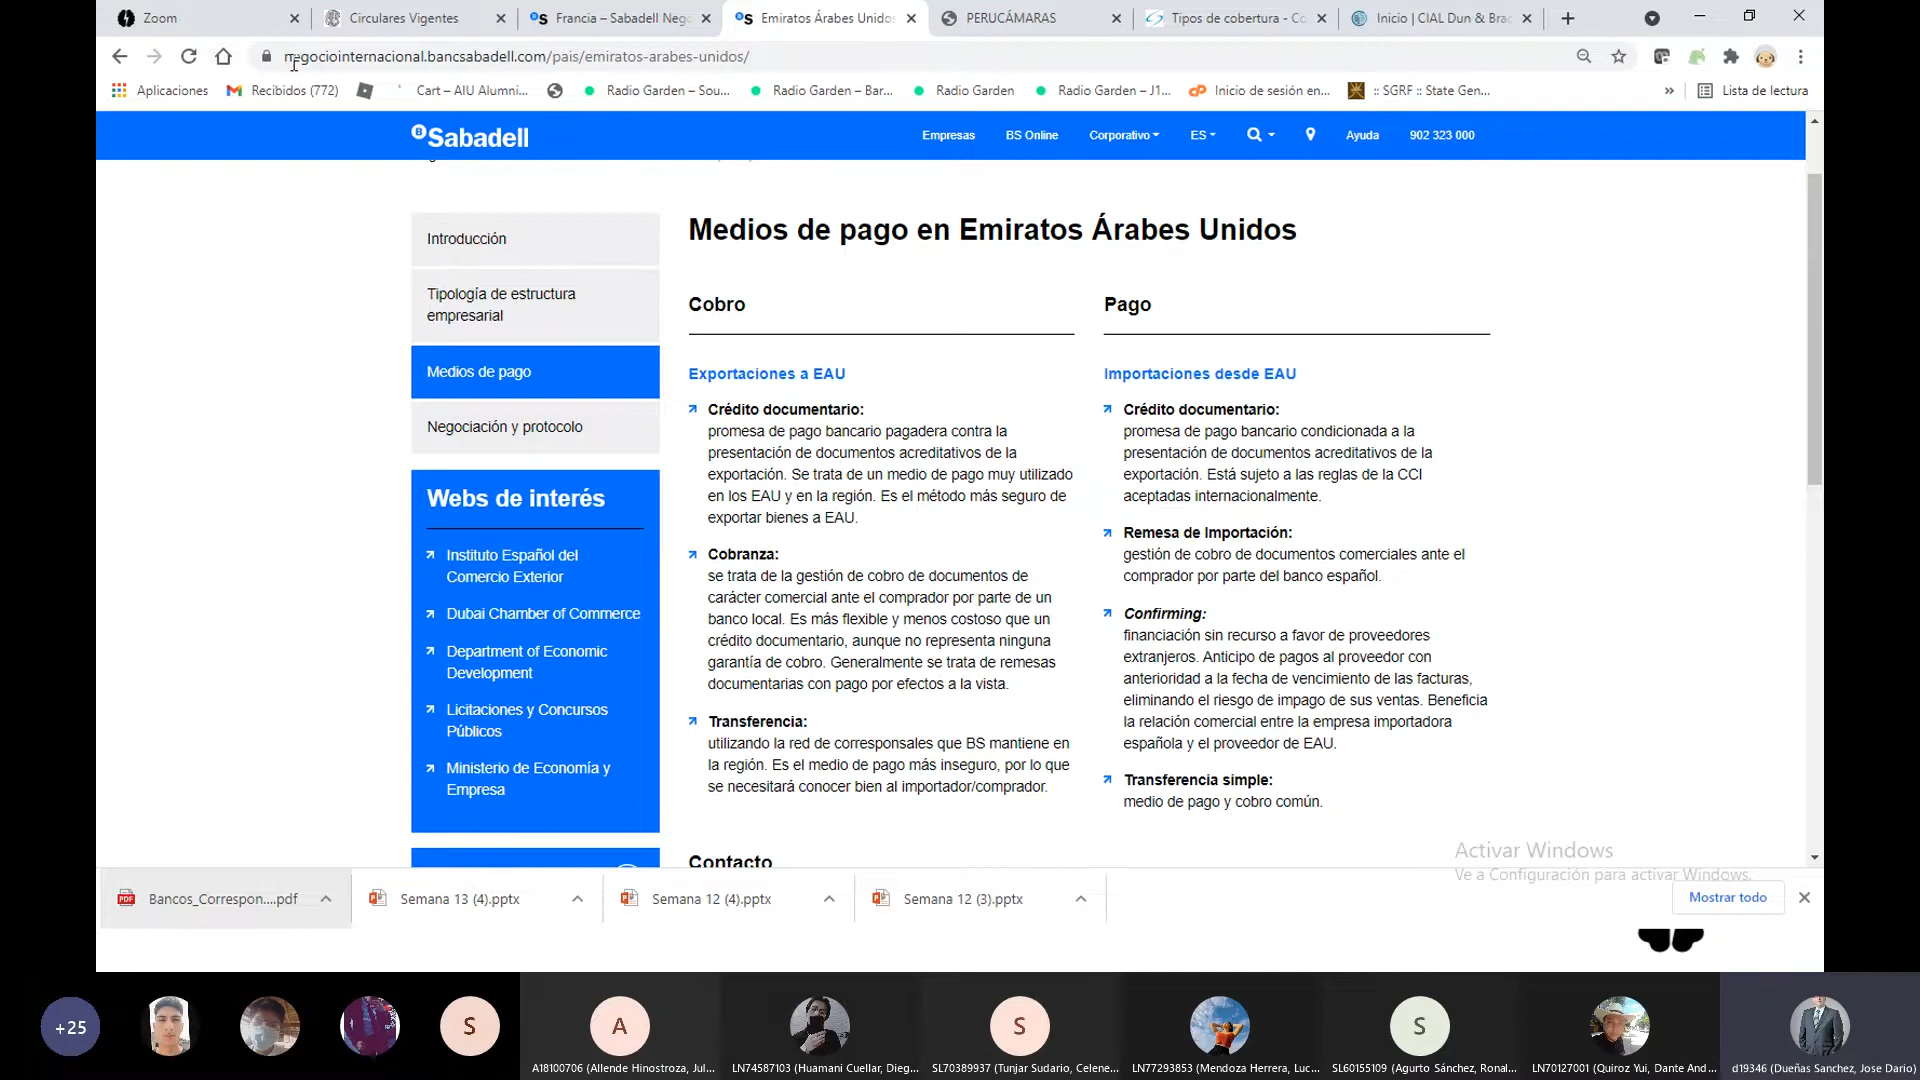 Zoom
Circulares Vigentes
Francia – Sabadell Nego
Emiratos Árabes Unido
PERUCÁMARAS
Tipos de cobertura - Co
Inicio | CIAL Dun & Brad
negociointernacional.bancsabadell.com/pais/emiratos-arabes-unidos/
Aplicaciones
Recibidos (772)
Cart – AIU Alumni...
Radio Garden – Sou...
Radio Garden – Bar...
Radio Garden
Radio Garden – J1...
Inicio de sesión en...
:: SGRF :: State Gen...
»
Lista de lectura
BSabadell
Empresas
BS Online
Corporativo
ES
Ayuda
902 323 000
Introducción
Tipología de estructura
empresarial
Medios de pago
Negociación y protocolo
Webs de interés
Instituto Español del
Comercio Exterior
Dubai Chamber of Commerce
Department of Economic
Development
Licitaciones y Concursos
Públicos
Ministerio de Economía y
Empresa
Medios de pago en Emiratos Árabes Unidos
Cobro
Exportaciones a EAU
Crédito documentario:
promesa de pago bancario pagadera contra la
presentación de documentos acreditativos de la
exportación. Se trata de un medio de pago muy utilizado
en los EAU y en la región. Es el método más seguro de
exportar bienes a EAU.
Cobranza:
se trata de la gestión de cobro de documentos de
carácter comercial ante el comprador por parte de un
banco local. Es más flexible y menos costoso que un
crédito documentario, aunque no representa ninguna
garantía de cobro. Generalmente se trata de remesas
documentarias con pago por efectos a la vista.
Transferencia:
utilizando la red de corresponsales que BS mantiene en
la región. Es el medio de pago más inseguro, por lo que
se necesitará conocer bien al importador/comprador.
Pago
Importaciones desde EAU
Crédito documentario:
promesa de pago bancario condicionada a la
presentación de documentos acreditativos de la
exportación. Está sujeto a las reglas de la CCI
aceptadas internacionalmente.
Remesa de Importación:
gestión de cobro de documentos comerciales ante el
comprador por parte del banco español.
Confirming:
financiación sin recurso a favor de proveedores
extranjeros. Anticipo de pagos al proveedor con
anterioridad a la fecha de vencimiento de las facturas,
eliminando el riesgo de impago de sus ventas. Beneficia
la relación comercial entre la empresa importadora
española y el proveedor de EAU.
Transferencia simple:
medio de pago y cobro común.
Contacto
Activar Windows
Ve a Configuración para activar Windows.
Bancos_Correspon....pdf
Semana 13 (4).pptx
Semana 12 (4).pptx
Semana 12 (3).pptx
Mostrar todo
+25
S
A
S
S
A18100706 (Allende Hinostroza, Jul...
LN74587103 (Huamani Cuellar, Dieg...
SL70389937 (Tunjar Sudario, Celene...
LN77293853 (Mendoza Herrera, Luc...
SL60155109 (Agurto Sánchez, Ronal...
LN70127001 (Quiroz Yui, Dante And...
d19346 (Dueñas Sanchez, Jose Dario)